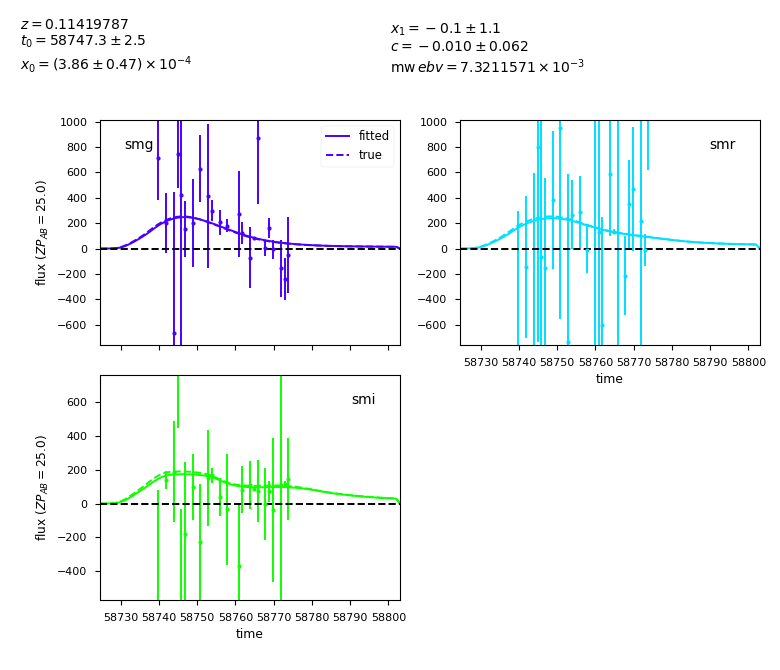 z = 0.11419787
t₀ = 58747.3 ± 2.5
x₀ = (3.86 ± 0.47) × 10⁻⁴
x₁ = −0.1 ± 1.1
c = −0.010 ± 0.062
mw ebv = 7.3211571 × 10⁻³
1000
800
600
400
200
0
−200
−400
−600
flux (ZP_AB = 25.0)
smg
fitted
true
1000
800
600
400
200
0
−200
−400
−600
smr
58730 58740 58750 58760 58770 58780 58790 58800
time
600
400
200
0
−200
−400
flux (ZP_AB = 25.0)
smi
58730 58740 58750 58760 58770 58780 58790 58800
time